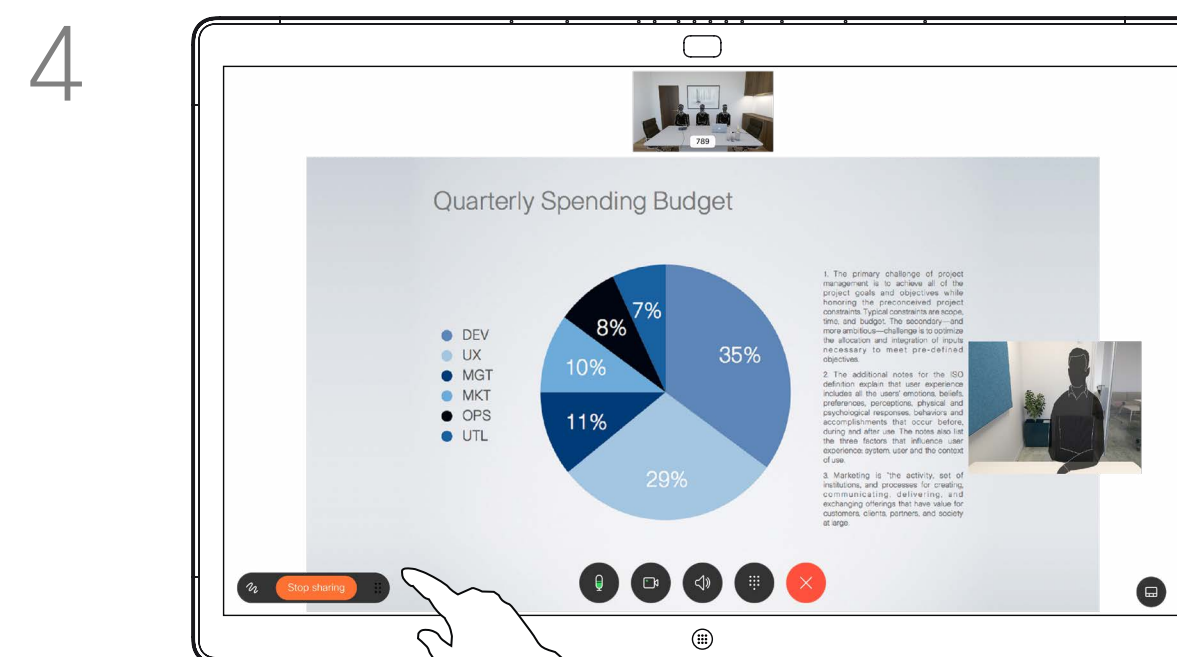 4
789
Quarterly Spending Budget
DEV
UX
MGT
MKT
OPS
UTL
7%
8%
35%
10%
11%
29%
1. The primary challenge of project
management is to achieve all of the
project goals and objectives while
honoring the preconceived project
constraints. Typical constraints are scope,
time, and budget. The secondary—and
more ambitious—challenge is to optimize
the allocation and integration of inputs
necessary to meet pre-defined
objectives.
2. The additional notes for the ISO
definition explain that user experience
includes all the users' emotions, beliefs,
preferences, perceptions, physical and
psychological responses, behaviors and
accomplishments that occur before,
during and after use. The notes also list
the three factors that influence user
experience: system, user and the context
of use.
3. Marketing is "the activity, set of
institutions, and processes for creating,
communicating, delivering, and
exchanging offerings that have value for
customers, clients, partners, and society
at large.
Stop sharing